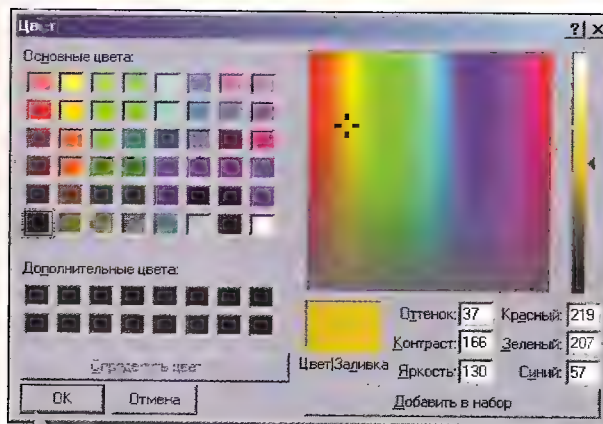 Цвет
Основные цвета:
Дополнительные цвета:
Определить цвет
OK
Отмена
Цвет|Заливка
Оттенок: 37
Контраст: 166
Яркость: 130
Красный: 219
Зеленый: 207
Синий: 57
Добавить в набор